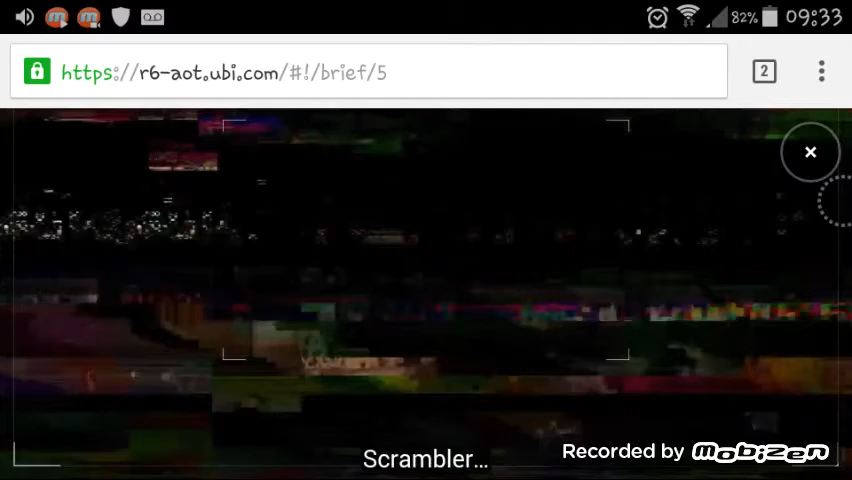 82% 09:33
https://r6-aot.ubi.com/#!/brief/5
2
Scrambler...
Recorded by mobizen